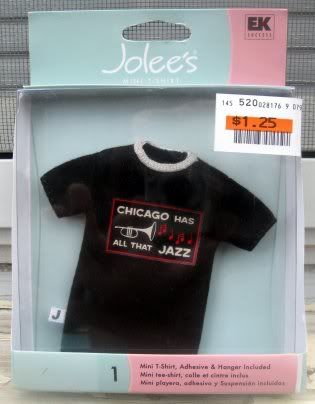 EK
SUCCESS
Jolee's
MINI T-SHIRT
145 520028176 9 079
$1.25
CHICAGO HAS
ALL THAT JAZZ
J
1
Mini T-Shirt, Adhesive & Hanger Included
Mini tee-shirt, colle et cintre inclus
Mini playera, adhesivo y Suspensión incluidos